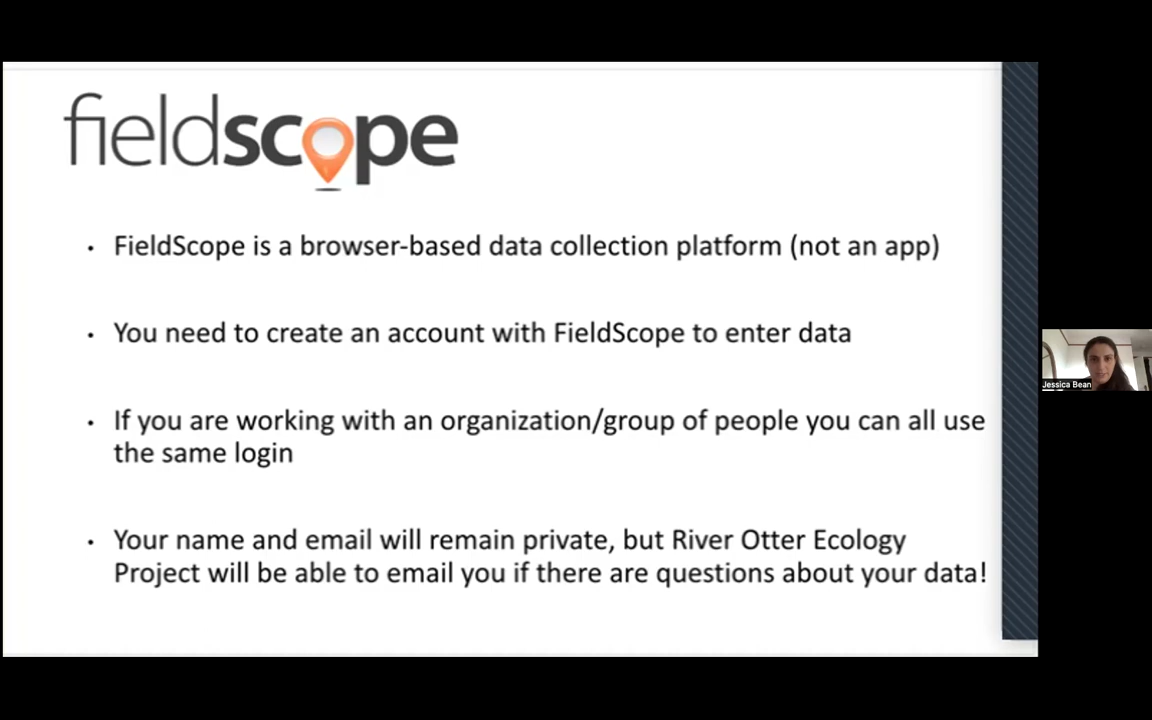 fieldscope
• FieldScope is a browser-based data collection platform (not an app)
• You need to create an account with FieldScope to enter data
• If you are working with an organization/group of people you can all use
the same login
• Your name and email will remain private, but River Otter Ecology
Project will be able to email you if there are questions about your data!
Jessica Bean